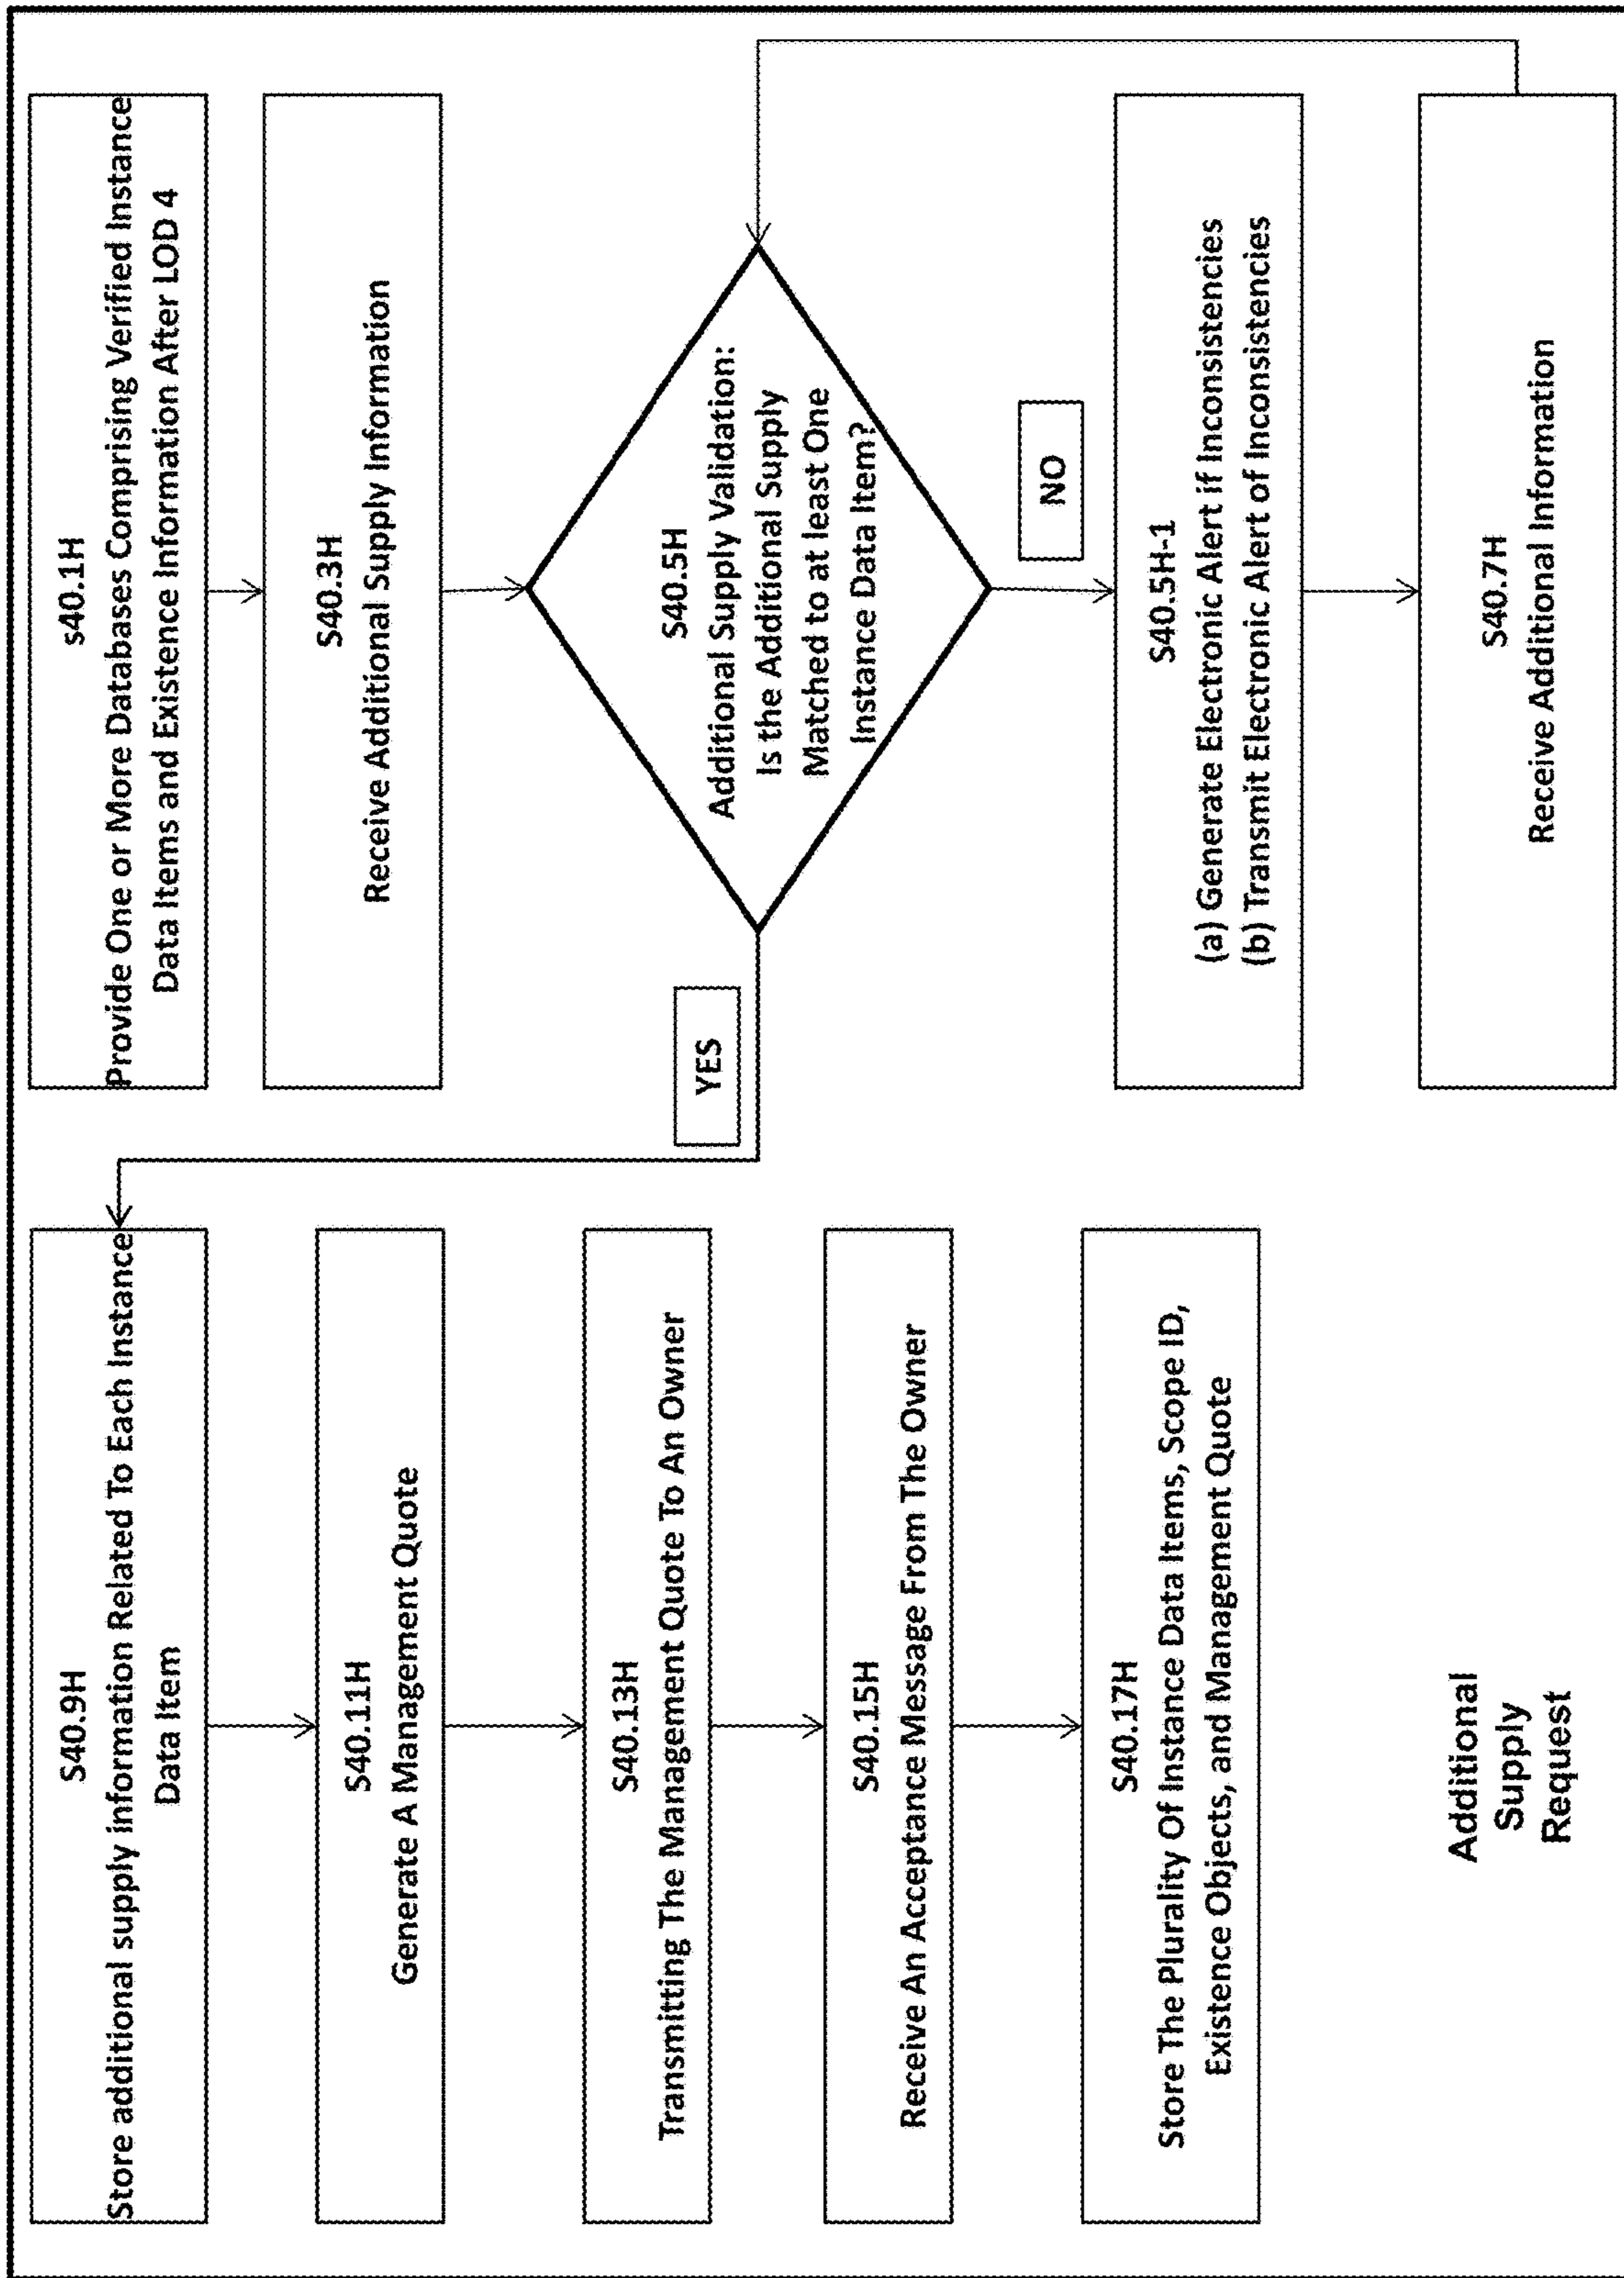 s40.1H
Provide One or More Databases Comprising Verified Instance
Data Items and Existence Information After LOD 4
S40.3H
Receive Additional Supply Information
S40.5H
Additional Supply Validation:
Is the Additional Supply
Matched to at least One
Instance Data Item?
NO
S40.5H-1
(a) Generate Electronic Alert if Inconsistencies
(b) Transmit Electronic Alert of Inconsistencies
S40.7H
Receive Additional Information
YES
S40.9H
Store additional supply information Related To Each Instance
Data Item
S40.11H
Generate A Management Quote
S40.13H
Transmitting The Management Quote To An Owner
S40.15H
Receive An Acceptance Message From The Owner
S40.17H
Store The Plurality Of Instance Data Items, Scope ID,
Existence Objects, and Management Quote
Additional
Supply
Request